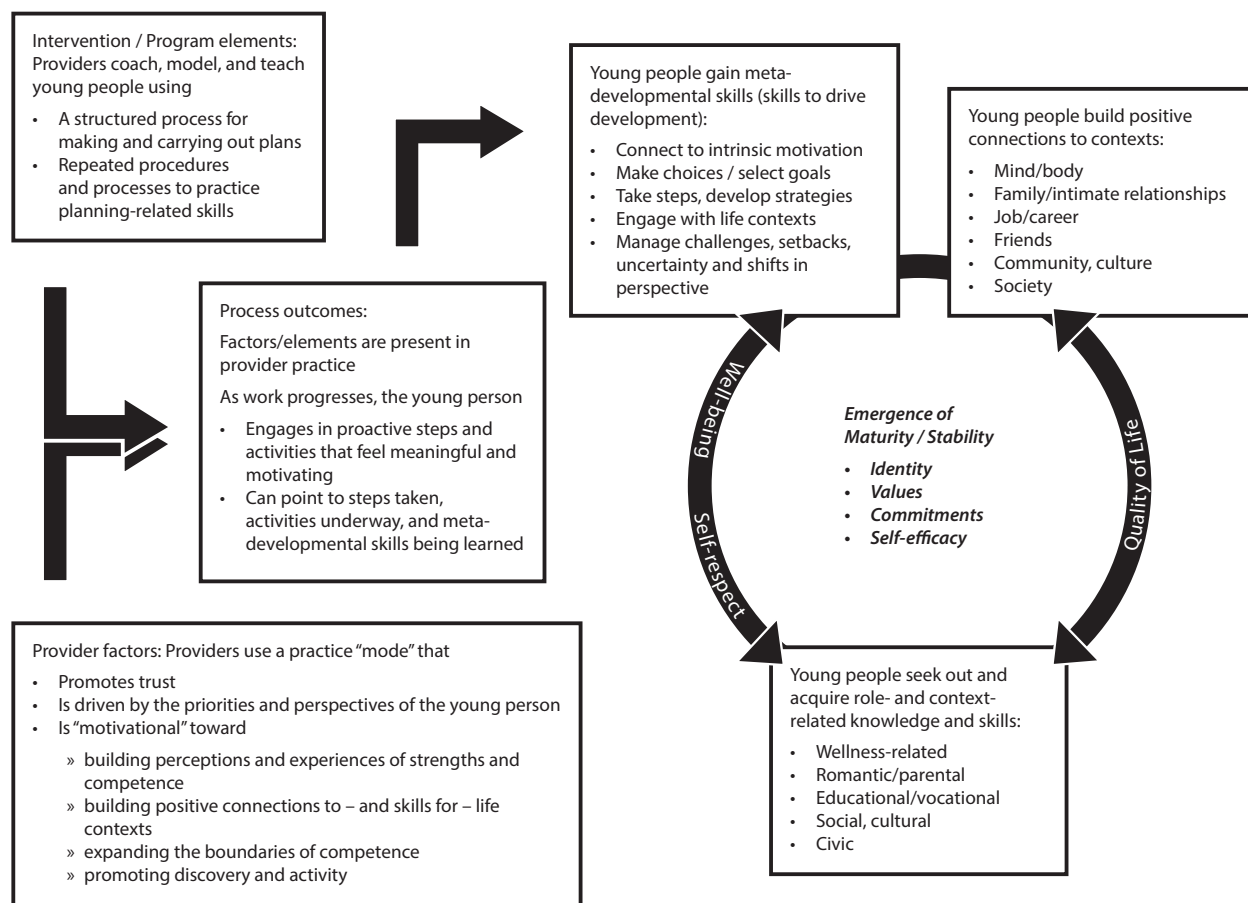 Intervention / Program elements:
Providers coach, model, and teach
young people using
• A structured process for
making and carrying out plans
• Repeated procedures
and processes to practice
planning-related skills
Process outcomes:
Factors/elements are present in
provider practice
As work progresses, the young person
• Engages in proactive steps and
activities that feel meaningful and
motivating
• Can point to steps taken,
activities underway, and meta-
developmental skills being learned
Provider factors: Providers use a practice “mode” that
• Promotes trust
• Is driven by the priorities and perspectives of the young person
• Is “motivational” toward
» building perceptions and experiences of strengths and
competence
» building positive connections to – and skills for – life
contexts
» expanding the boundaries of competence
» promoting discovery and activity
Young people gain meta-
developmental skills (skills to drive
development):
• Connect to intrinsic motivation
• Make choices / select goals
• Take steps, develop strategies
• Engage with life contexts
• Manage challenges, setbacks,
uncertainty and shifts in
perspective
Young people build positive
connections to contexts:
• Mind/body
• Family/intimate relationships
• Job/career
• Friends
• Community, culture
• Society
Well-being
Self-respect
Emergence of
Maturity / Stability
• Identity
• Values
• Commitments
• Self-efficacy
Quality of Life
Young people seek out and
acquire role- and context-
related knowledge and skills:
• Wellness-related
• Romantic/parental
• Educational/vocational
• Social, cultural
• Civic